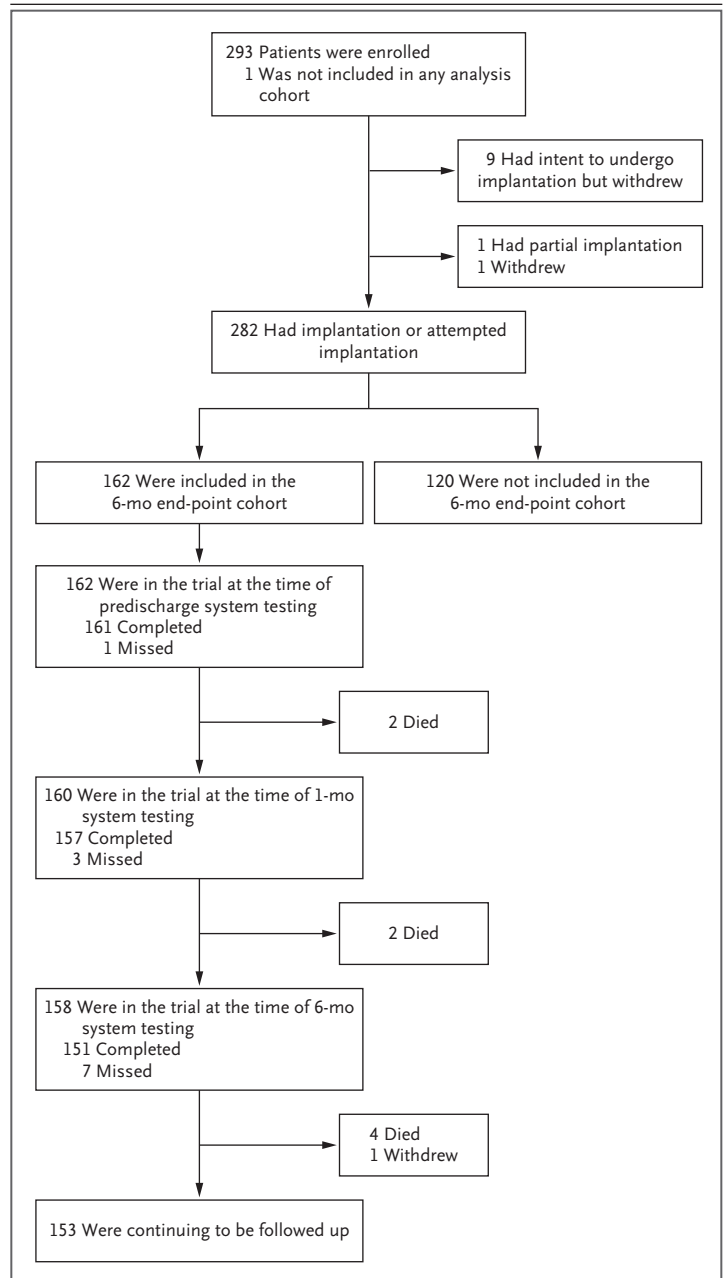 293 Patients were enrolled
1 Was not included in any analysis
cohort
9 Had intent to undergo
implantation but withdrew
1 Had partial implantation
1 Withdrew
282 Had implantation or attempted
implantation
162 Were included in the
6-mo end-point cohort
120 Were not included in the
6-mo end-point cohort
162 Were in the trial at the time of
predischarge system testing
161 Completed
1 Missed
2 Died
160 Were in the trial at the time of 1-mo
system testing
157 Completed
3 Missed
2 Died
158 Were in the trial at the time of 6-mo
system testing
151 Completed
7 Missed
4 Died
1 Withdrew
153 Were continuing to be followed up